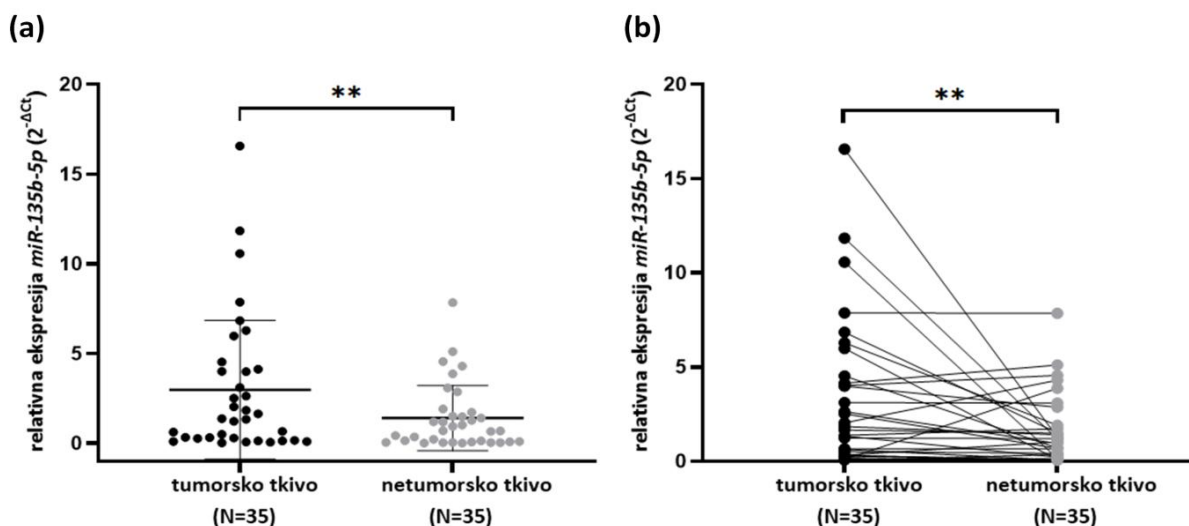 (a)
relativna ekspresija miR-135b-5p (2^-ΔCt)
20
15
10
5
0
**
tumorsko tkivo
(N=35)
netumorsko tkivo
(N=35)
(b)
relativna ekspresija miR-135b-5p (2^-ΔCt)
20
15
10
5
0
**
tumorsko tkivo
(N=35)
netumorsko tkivo
(N=35)